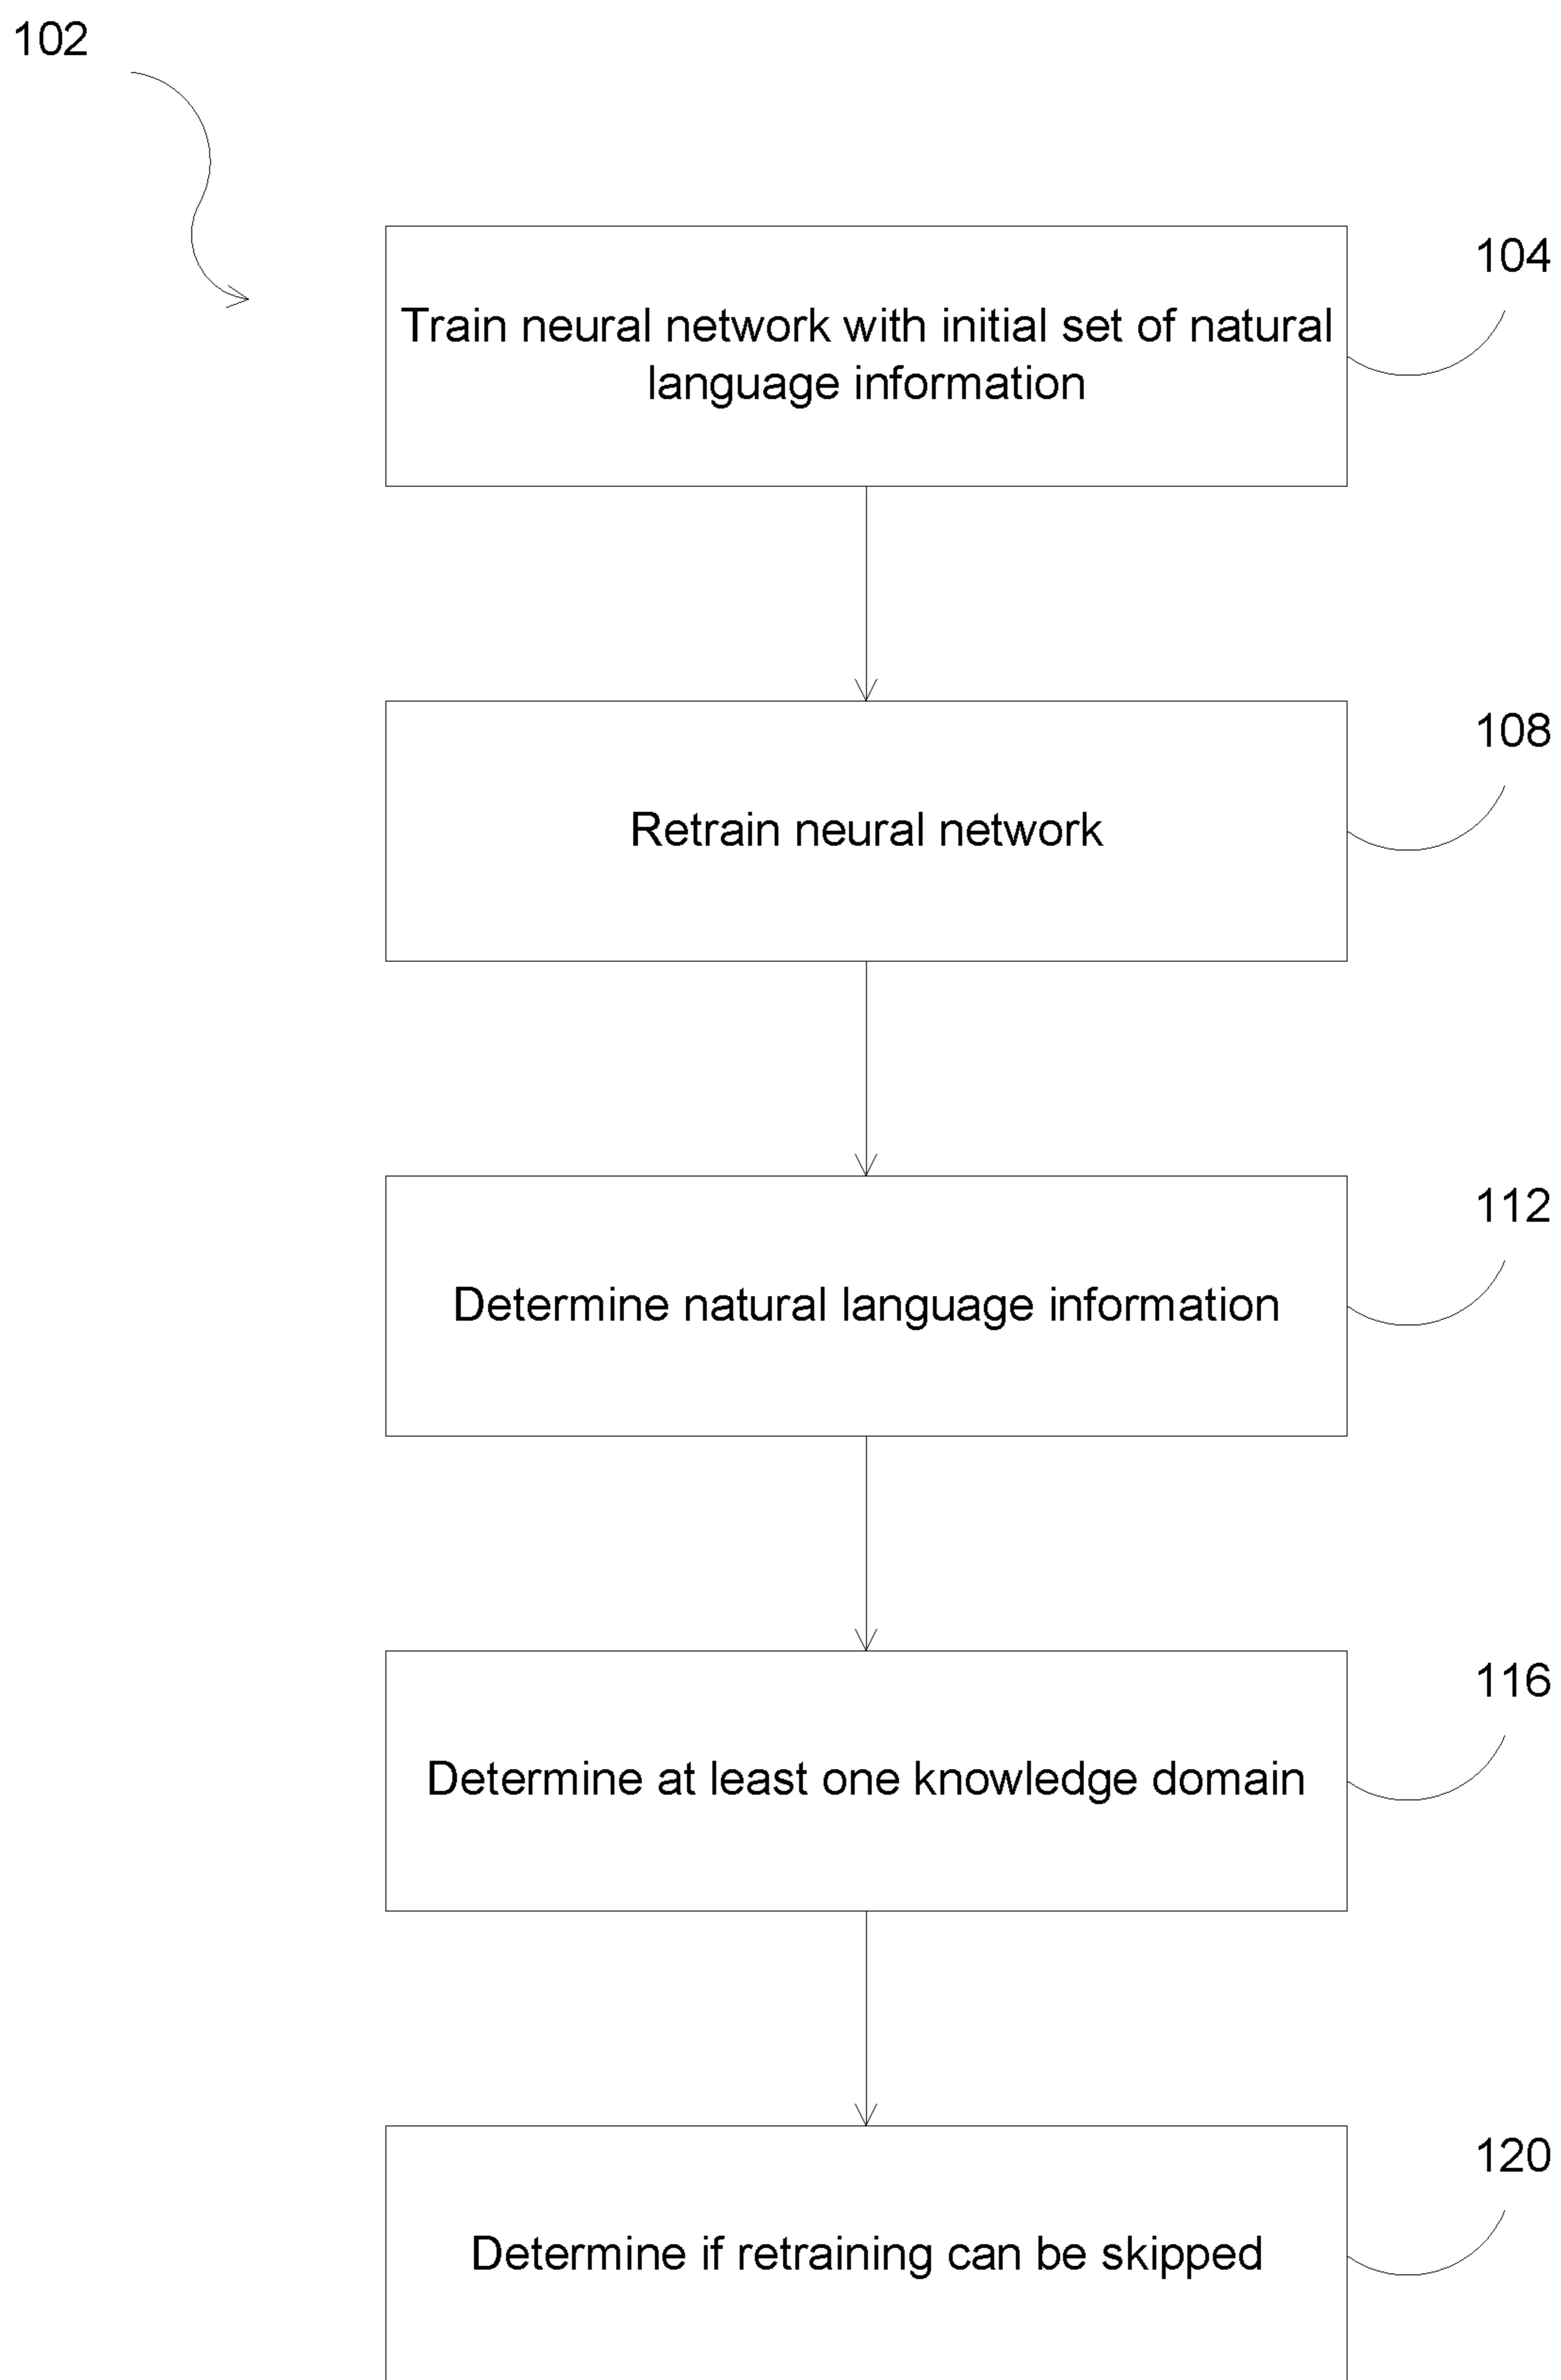 102
104
Train neural network with initial set of natural
language information
108
Retrain neural network
112
Determine natural language information
116
Determine at least one knowledge domain
120
Determine if retraining can be skipped